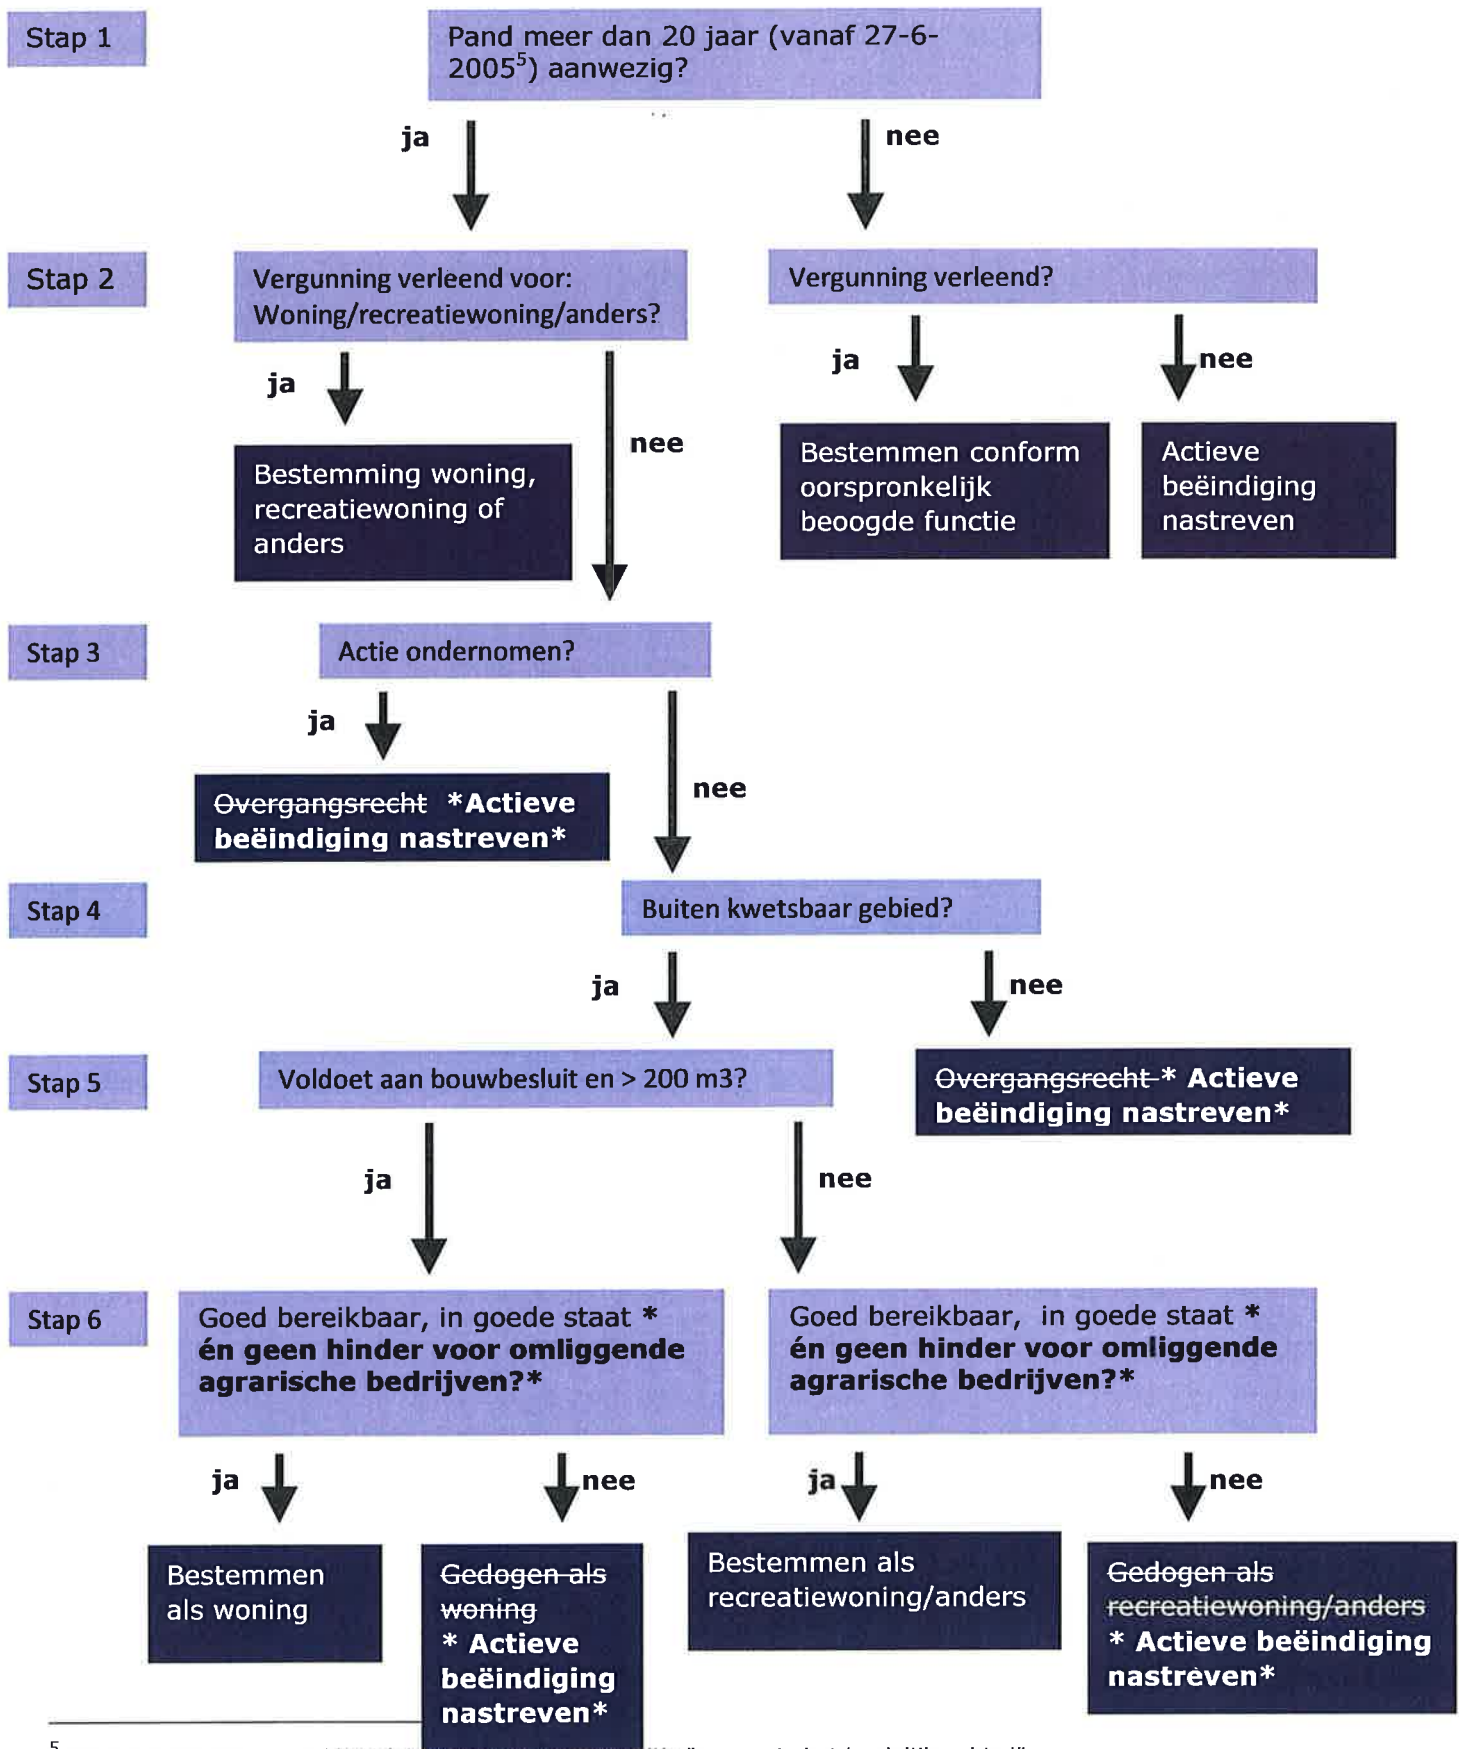 Stap 1
Pand meer dan 20 jaar (vanaf 27-6-
2005⁵) aanwezig?
ja
nee
Stap 2
Vergunning verleend voor:
Woning/recreatiewoning/anders?
Vergunning verleend?
ja
nee
ja
nee
Bestemming woning,
recreatiewoning of
anders
Bestemmen conform
oorspronkelijk
beoogde functie
Actieve
beëindiging
nastreven
Stap 3
Actie ondernomen?
ja
nee
Overgangsrecht *Actieve
beëindiging nastreven*
Stap 4
Buiten kwetsbaar gebied?
ja
nee
Stap 5
Voldoet aan bouwbesluit en > 200 m3?
Overgangsrecht * Actieve
beëindiging nastreven*
ja
nee
Stap 6
Goed bereikbaar, in goede staat *
én geen hinder voor omliggende
agrarische bedrijven?*
Goed bereikbaar, in goede staat *
én geen hinder voor omliggende
agrarische bedrijven?*
ja
nee
ja
nee
Bestemmen
als woning
Gedogen als
woning
* Actieve
beëindiging
nastreven*
Bestemmen als
recreatiewoning/anders
Gedogen als
recreatiewoning/anders
* Actieve beëindiging
nastreven*
5